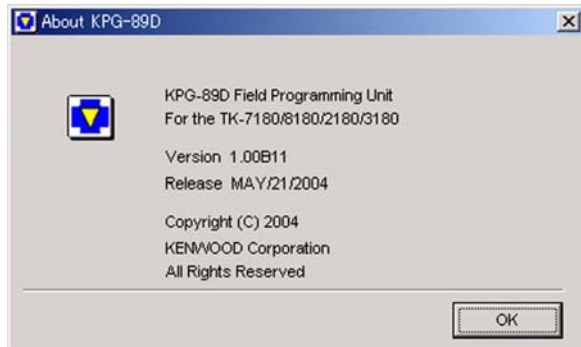 About KPG-89D
KPG-89D Field Programming Unit
For the TK-7180/8180/2180/3180
Version 1.00B11
Release MAY/21/2004
Copyright (C) 2004
KENWOOD Corporation
All Rights Reserved
OK